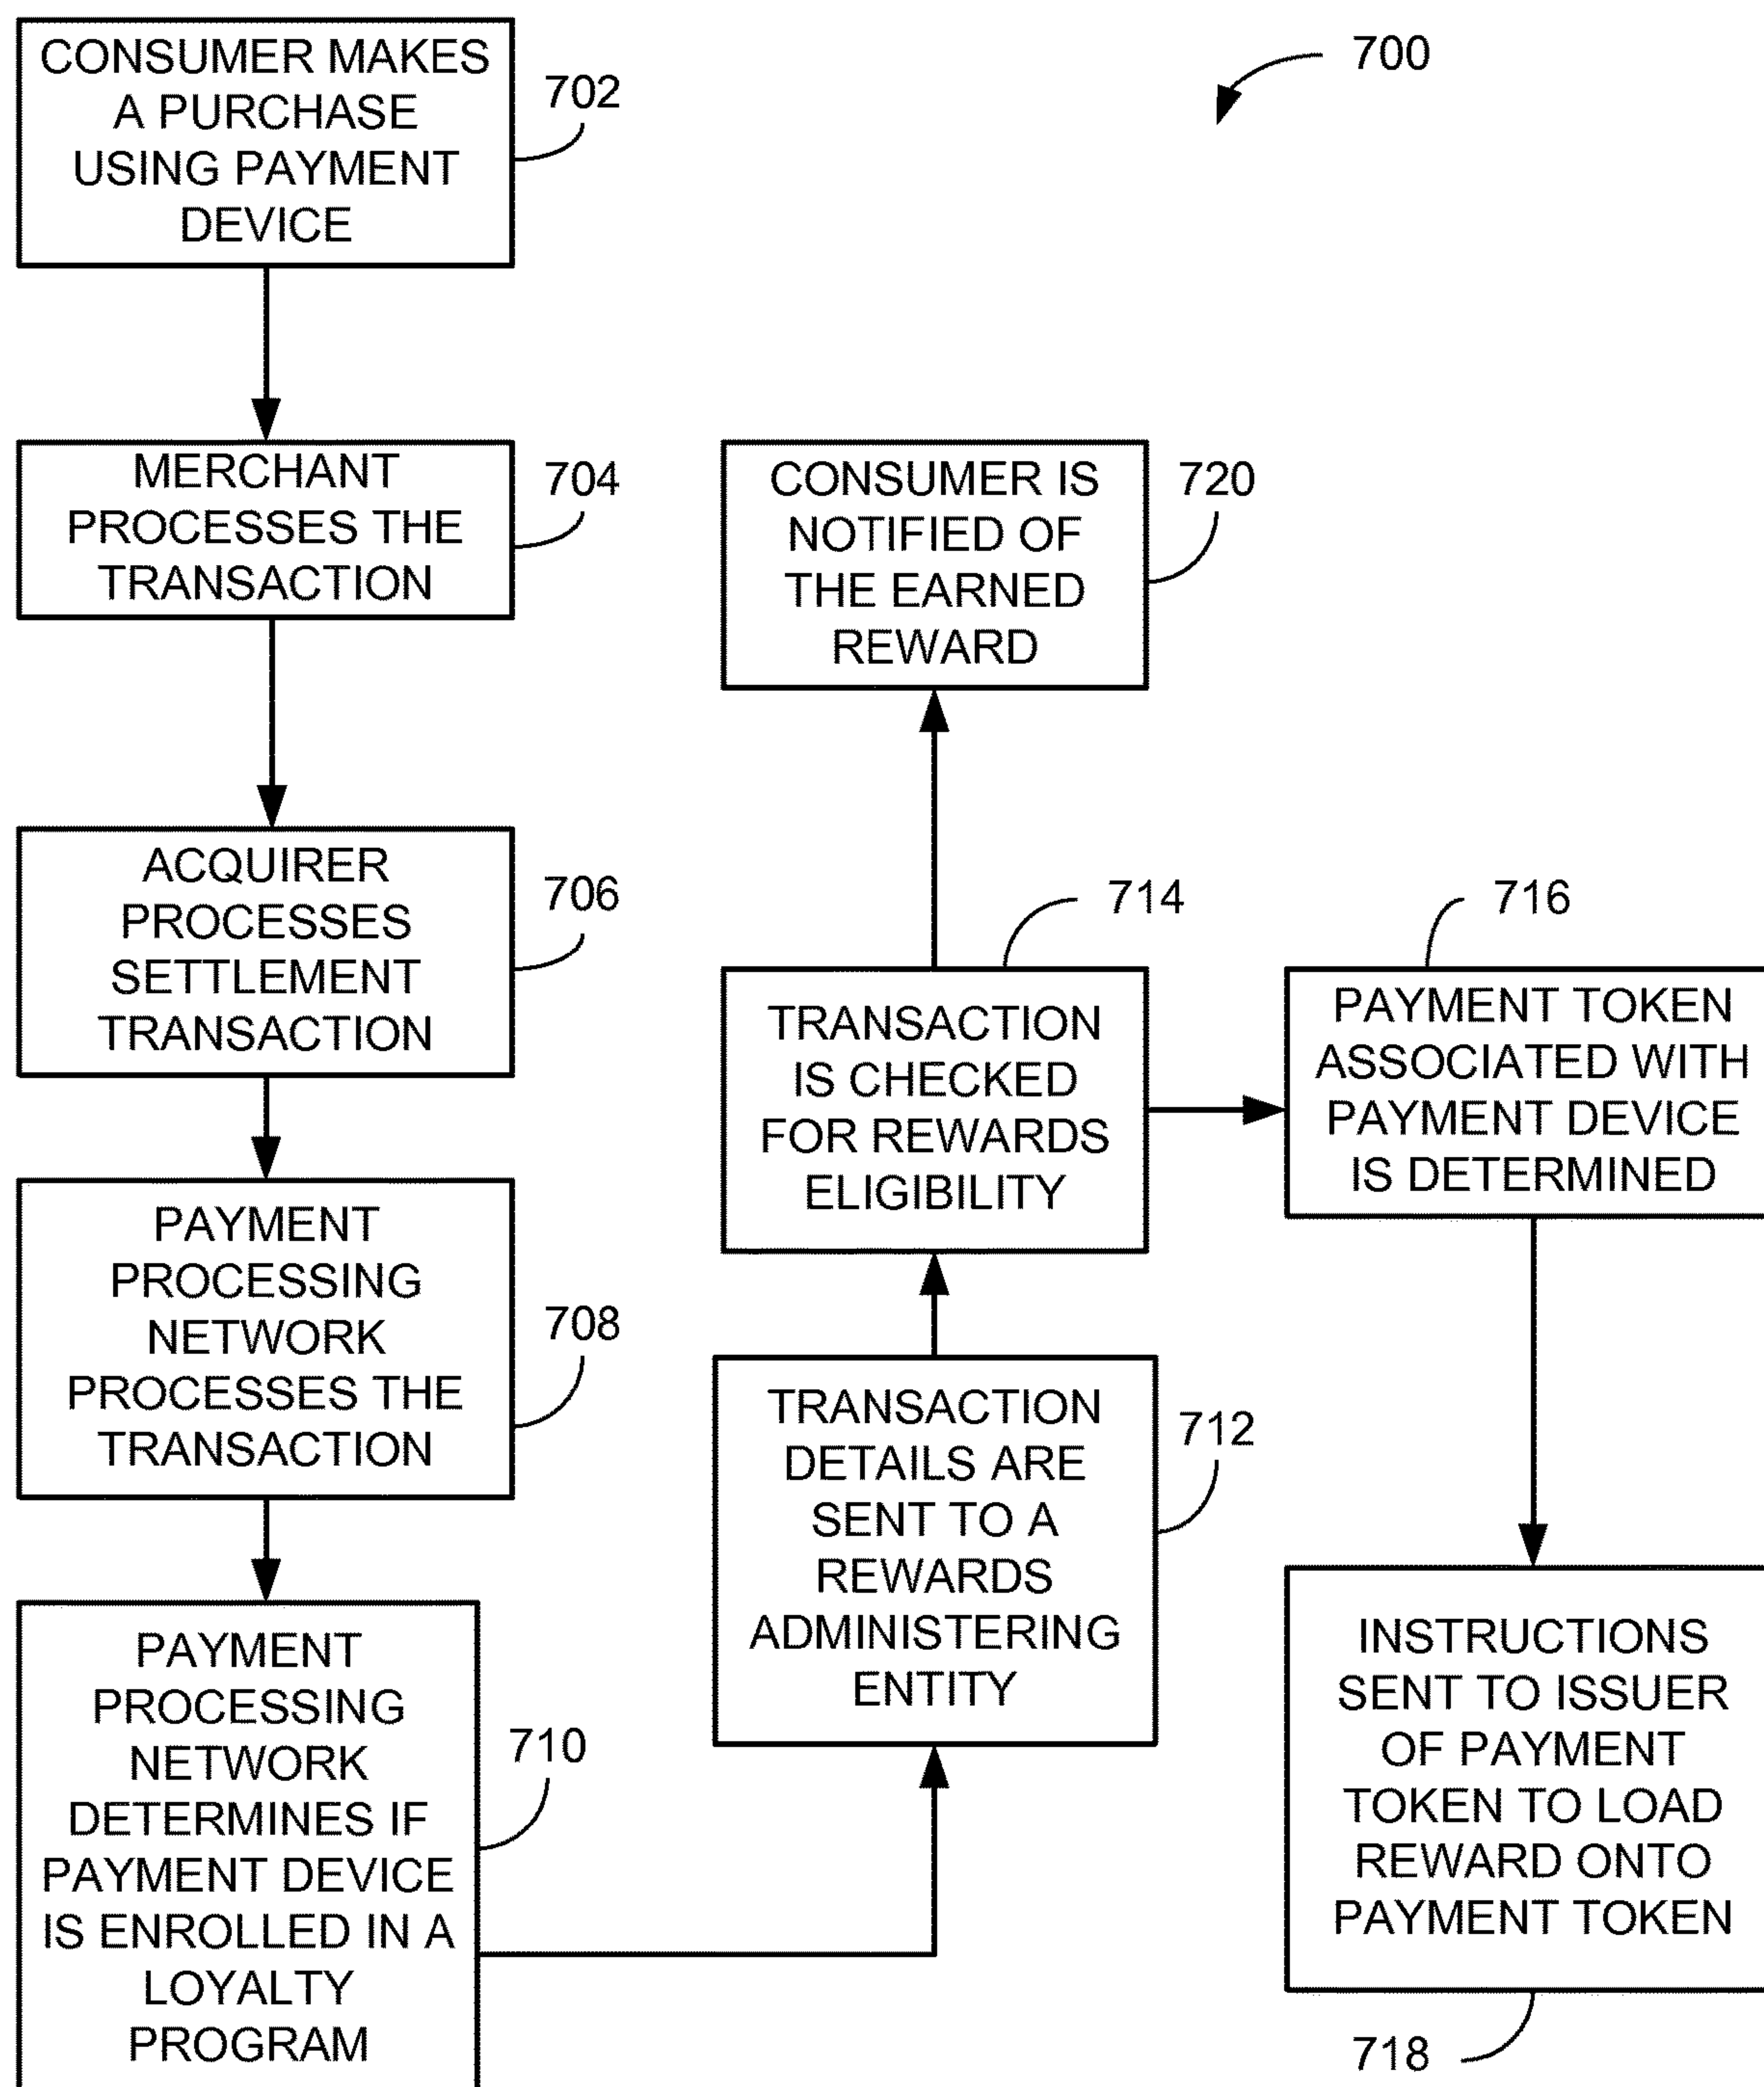 CONSUMER MAKES
A PURCHASE
USING PAYMENT
DEVICE
702
700
MERCHANT
PROCESSES THE
TRANSACTION
704
ACQUIRER
PROCESSES
SETTLEMENT
TRANSACTION
706
PAYMENT
PROCESSING
NETWORK
PROCESSES THE
TRANSACTION
708
PAYMENT
PROCESSING
NETWORK
DETERMINES IF
PAYMENT DEVICE
IS ENROLLED IN A
LOYALTY
PROGRAM
710
TRANSACTION
DETAILS ARE
SENT TO A
REWARDS
ADMINISTERING
ENTITY
712
TRANSACTION
IS CHECKED
FOR REWARDS
ELIGIBILITY
714
CONSUMER IS
NOTIFIED OF
THE EARNED
REWARD
720
716
PAYMENT TOKEN
ASSOCIATED WITH
PAYMENT DEVICE
IS DETERMINED
INSTRUCTIONS
SENT TO ISSUER
OF PAYMENT
TOKEN TO LOAD
REWARD ONTO
PAYMENT TOKEN
718